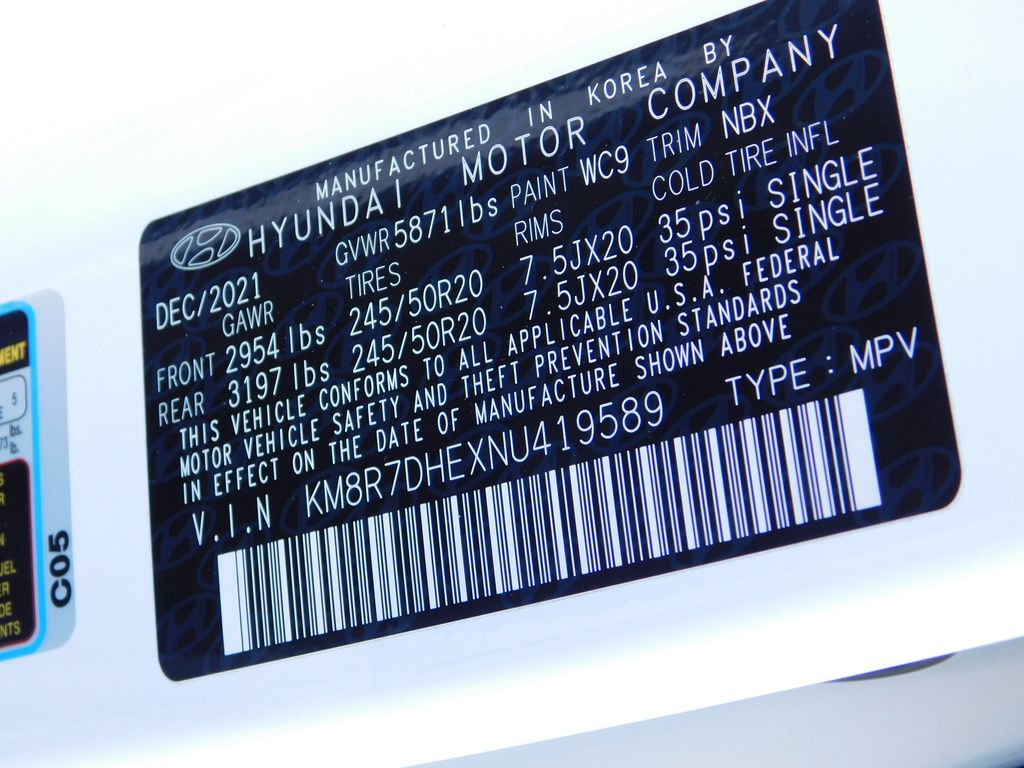 MANUFACTURED IN KOREA BY
HYUNDAI MOTOR COMPANY
DEC/2021 GVWR 5871lbs PAINT WC9 TRIM NBX
GAWR TIRES RIMS COLD TIRE INFL
FRONT 2954 lbs 245/50R20 7.5JX20 35psi SINGLE
REAR 3197 lbs 245/50R20 7.5JX20 35psi SINGLE
THIS VEHICLE CONFORMS TO ALL APPLICABLE U.S.A. FEDERAL
MOTOR VEHICLE SAFETY AND THEFT PREVENTION STANDARDS
IN EFFECT ON THE DATE OF MANUFACTURE SHOWN ABOVE
V.I.N KM8R7DHEXNU419589 TYPE : MPV
C05
5
lbs.
lb.